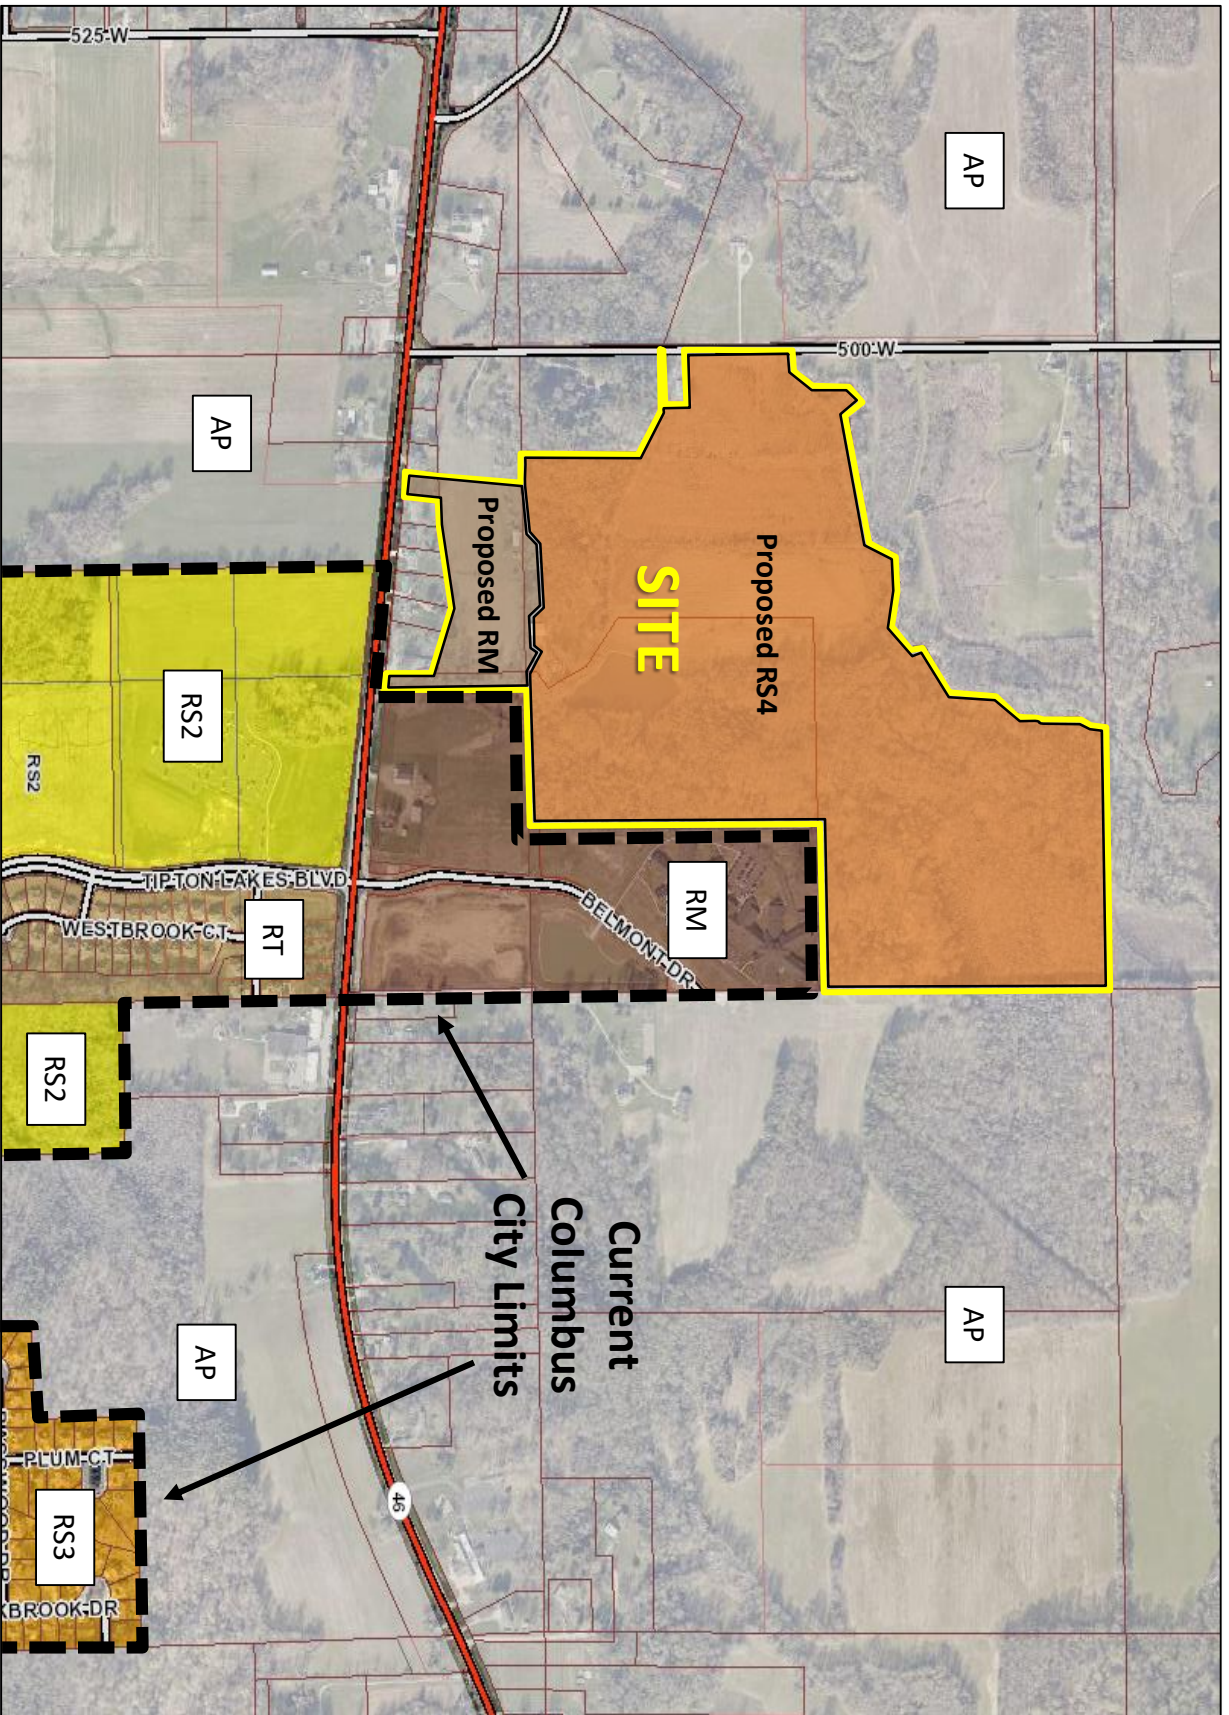 AP
AP
500 W
525 W
Proposed RS4
SITE
Proposed RM
AP
RS2
RS2
TIPTON LAKES BLVD
WESTBROOK CT
RT
BELMONT DR
RM
RS2
Current
Columbus
City Limits
AP
46
PLUM CT
RS3
KBROOK DR